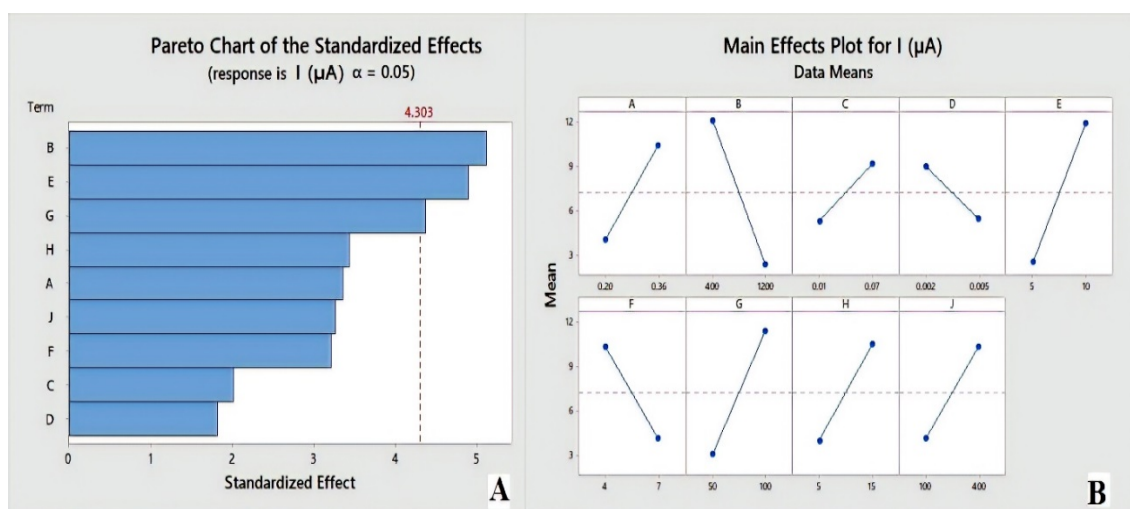 Pareto Chart of the Standardized Effects
(response is I (µA) α = 0.05)
Term
4.303
B
E
G
H
A
J
F
C
D
0 1 2 3 4 5
Standardized Effect
A
Main Effects Plot for I (µA)
Data Means
A B C D E
12
9
6
3
0.20 0.36 400 1200 0.01 0.07 0.002 0.005 5 10
Mean
F G H J
12
9
6
3
4 7 50 100 5 15 100 400
B